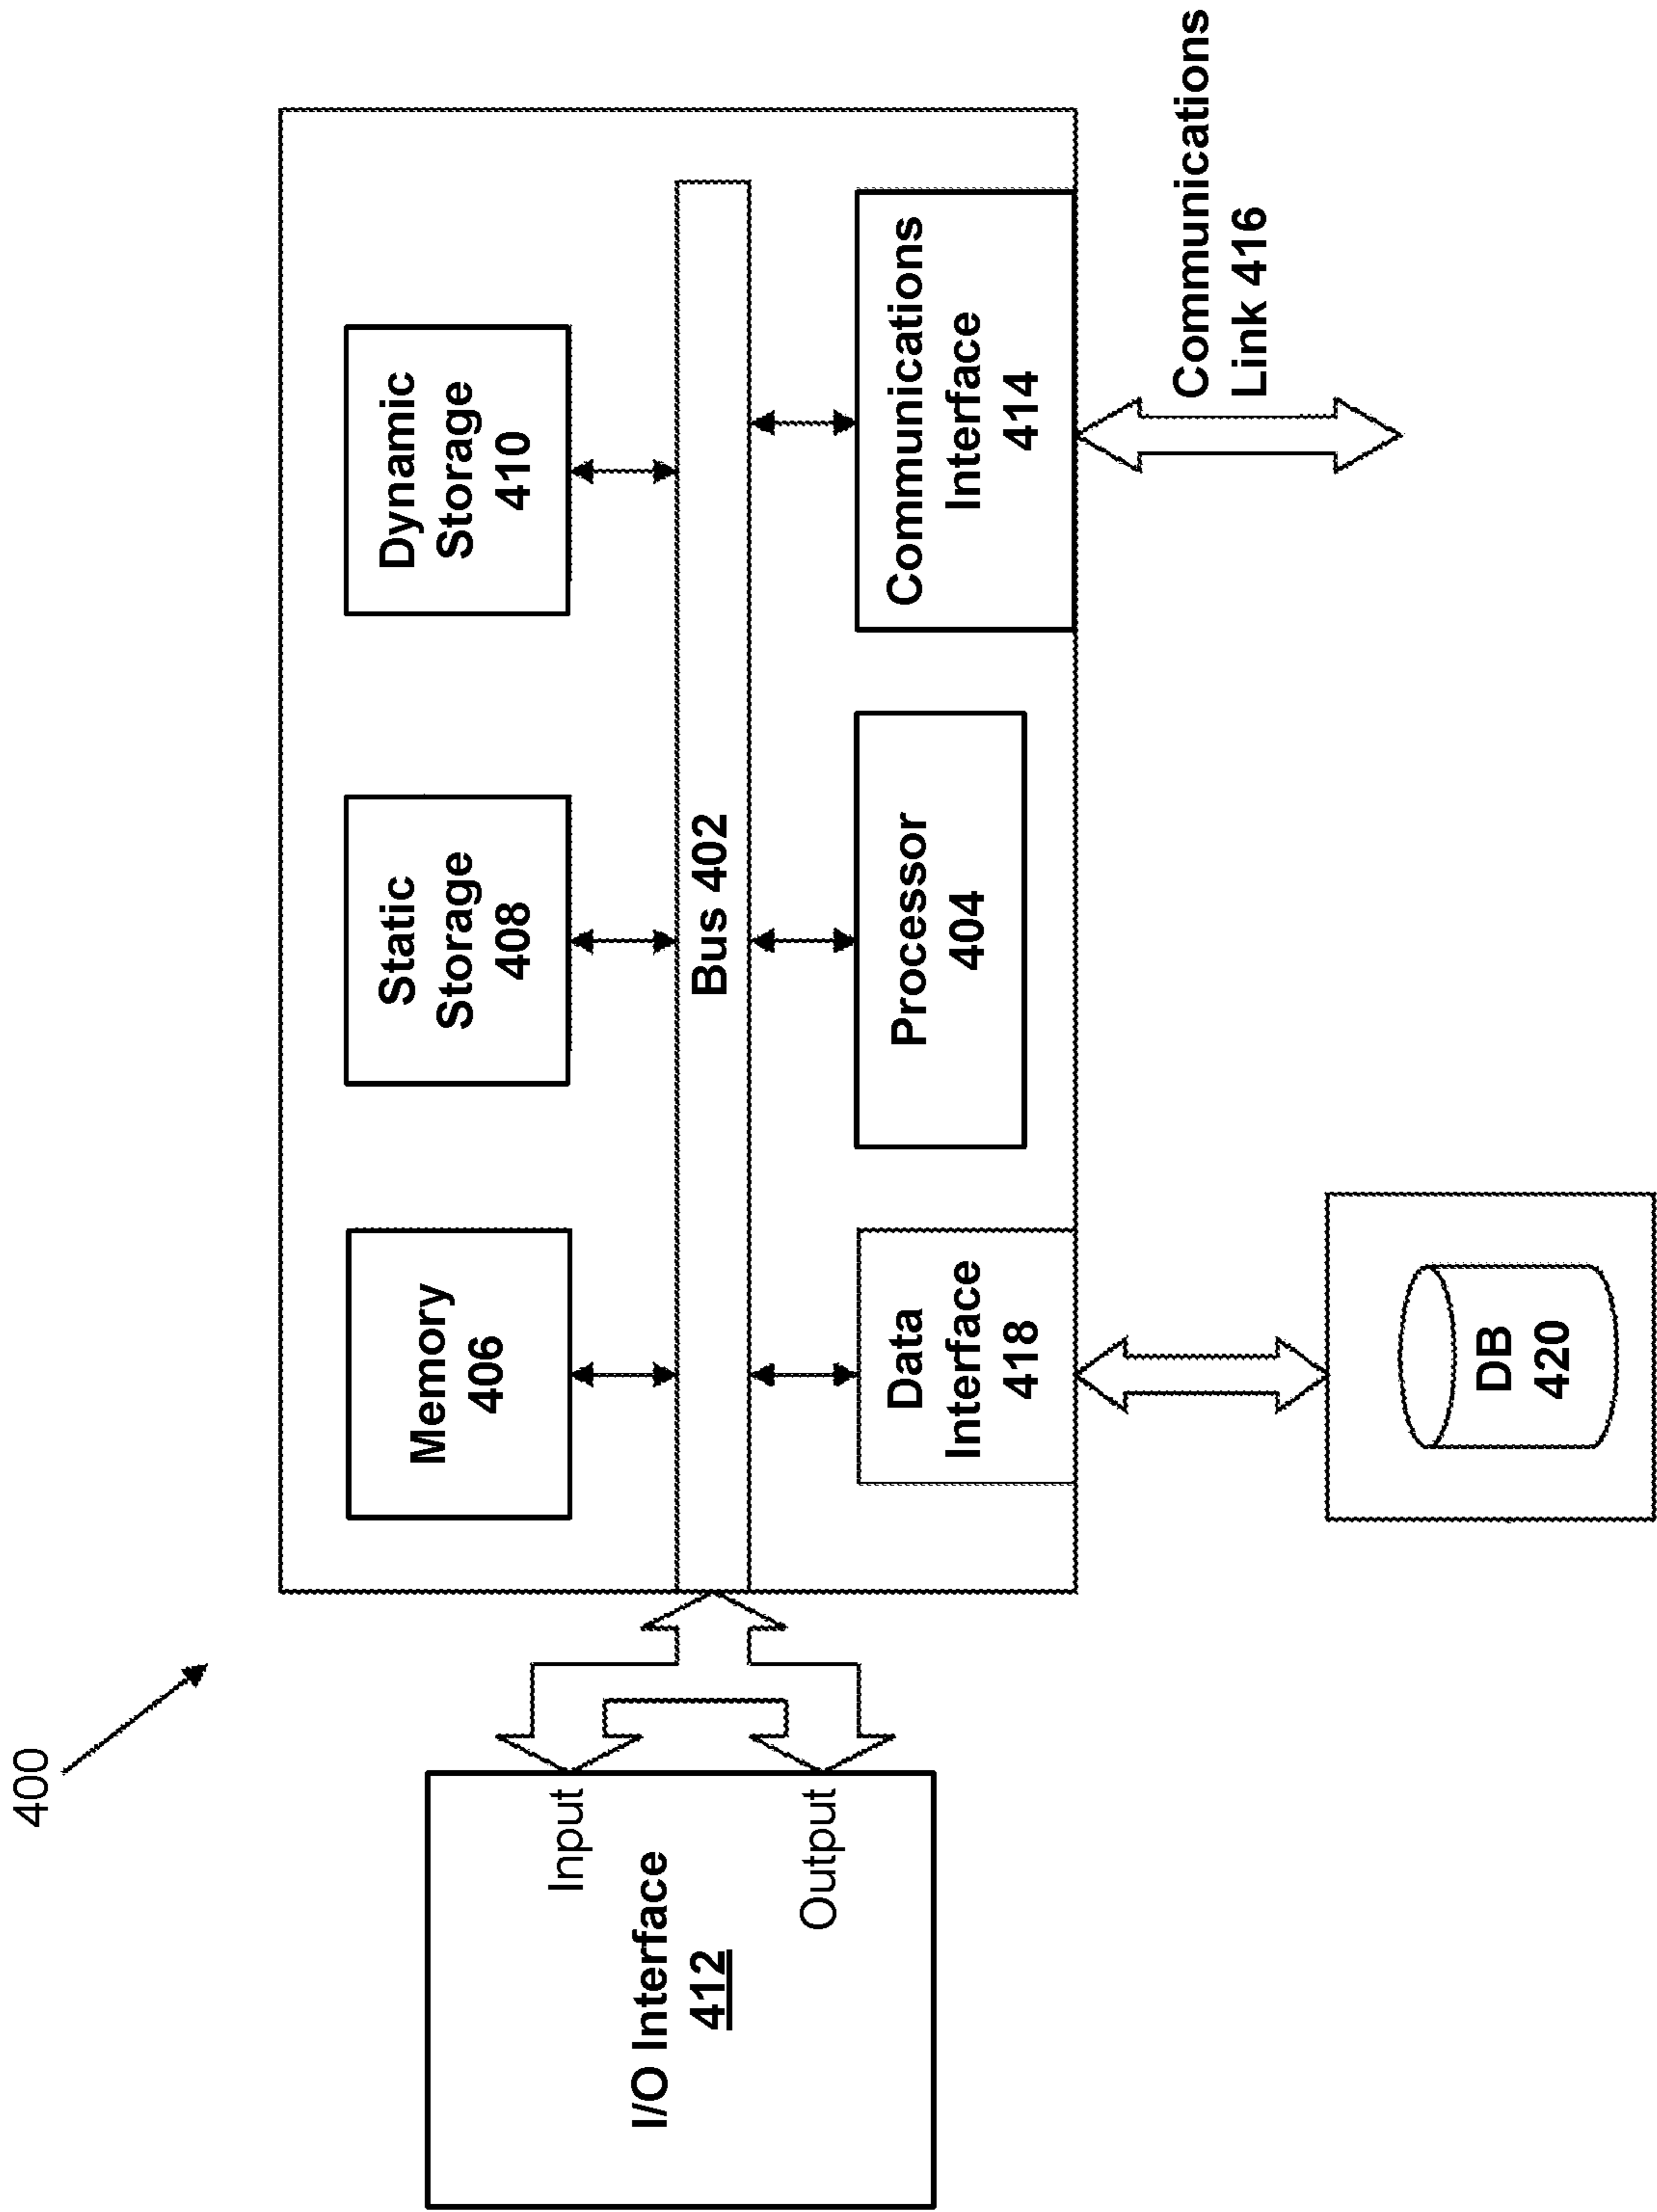 400
I/O Interface
412
Input
Output
Memory
406
Static
Storage
408
Dynamic
Storage
410
Bus 402
Data
Interface
418
Processor
404
Communications
Interface
414
DB
420
Communications
Link 416